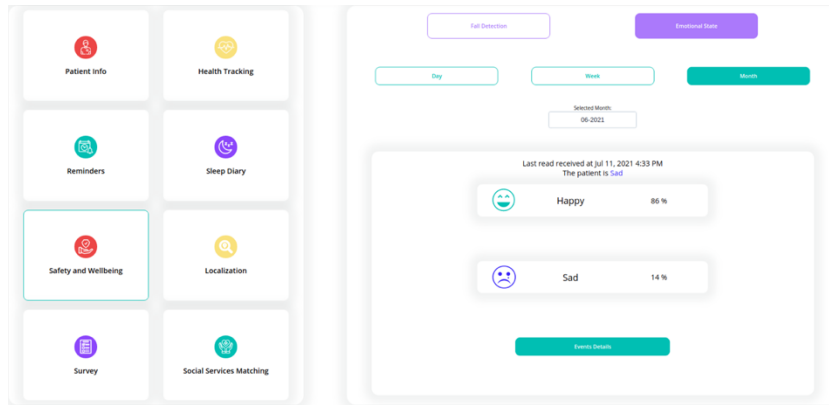 Patient Info
Health Tracking
Reminders
Sleep Diary
Safety and Wellbeing
Localization
Survey
Social Services Matching
Fall Detection
Emotional State
Day
Week
Month
Selected Month:
06-2021
Last read received at Jul 11, 2021 4:33 PM
The patient is Sad
Happy 86 %
Sad 14 %
Events Details